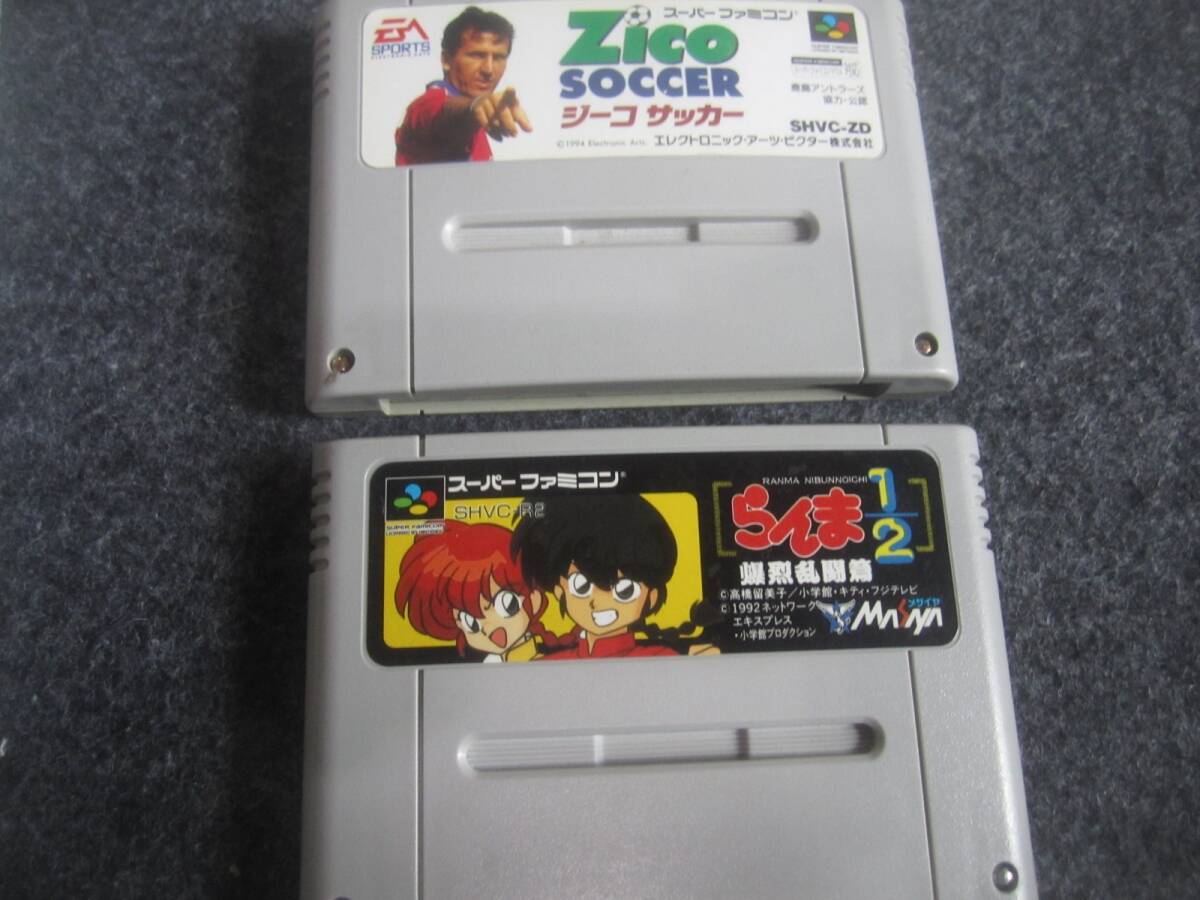 EA
SPORTS
ELECTRONIC ARTS
スーパーファミコン
Zico
SOCCER
ジーコ サッカー
鹿島アントラーズ
協力・公認
SHVC-ZD
©1994 Electronic Arts. エレクトロニック・アーツ・ビクター株式会社
スーパーファミコン
SHVC-R2
SUPER FAMICOM
RANMA NIBUNNOICHI
らんま1/2
爆烈乱闘篇
©高橋留美子/小学館・キティ・フジテレビ
©1992ネットワーク
エキスプレス
・小学館プロダクション
メサイヤ
MASAYA